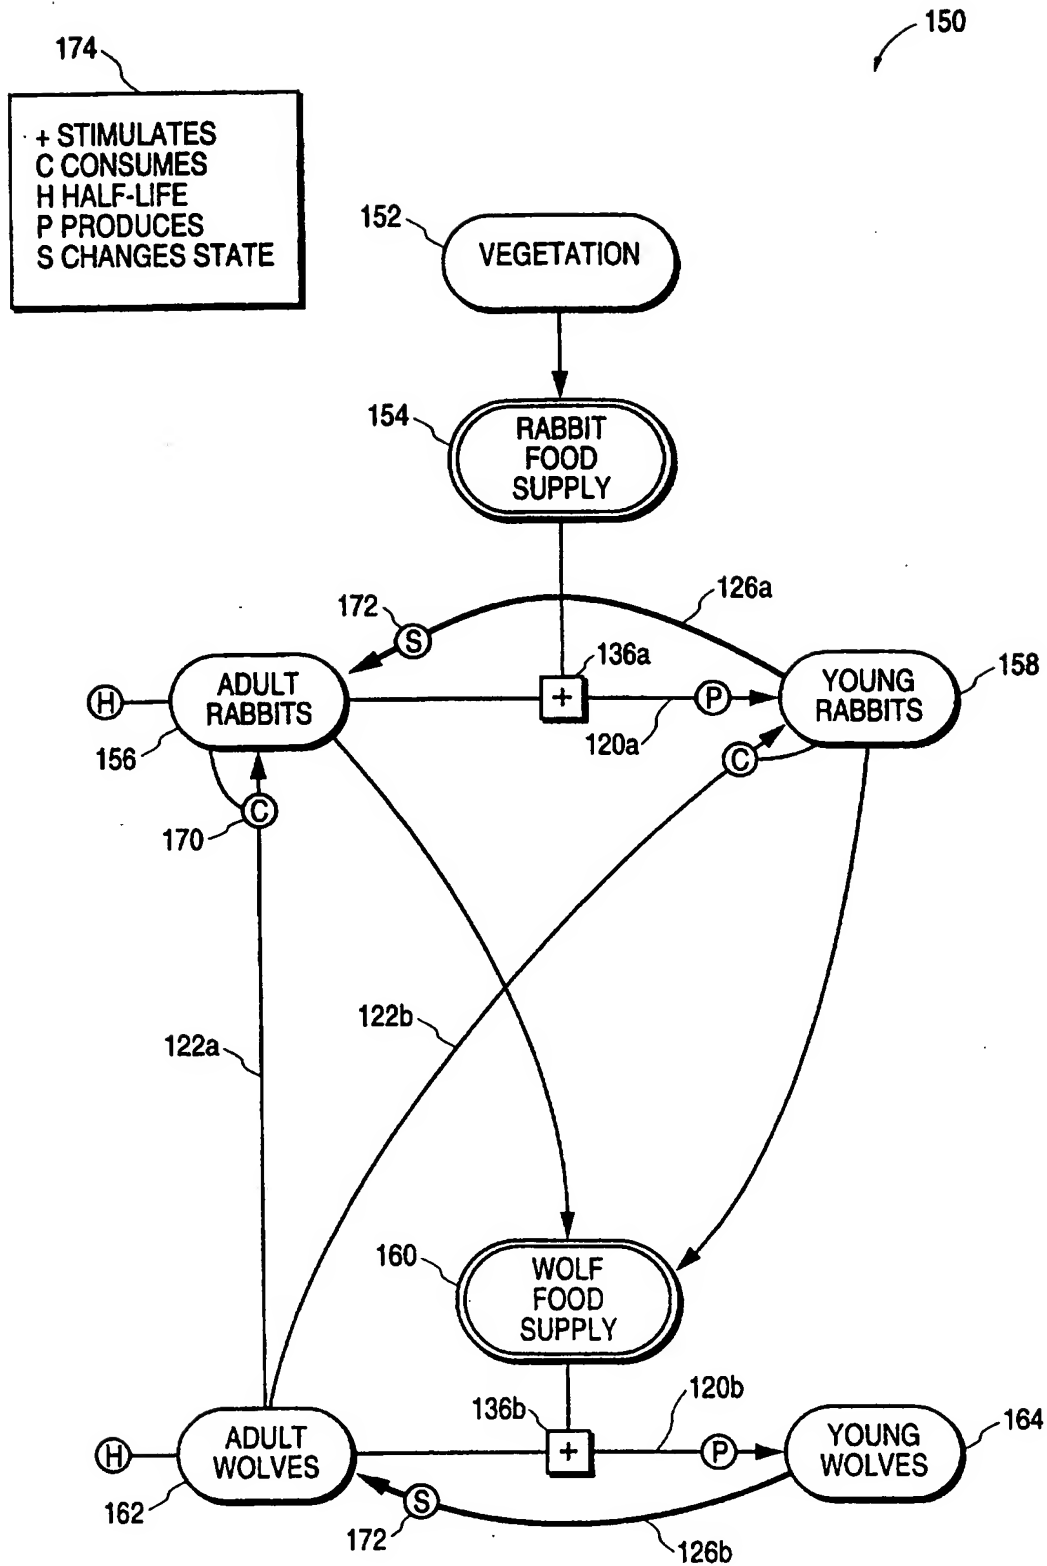 150
174
+ STIMULATES
C CONSUMES
H HALF-LIFE
P PRODUCES
S CHANGES STATE
152
VEGETATION
154
RABBIT
FOOD
SUPPLY
126a
172
S
136a
158
H
ADULT
RABBITS
+
P
YOUNG
RABBITS
156
120a
C
C
170
122b
122a
160
WOLF
FOOD
SUPPLY
120b
136b
164
H
ADULT
WOLVES
+
P
YOUNG
WOLVES
162
S
172
126b